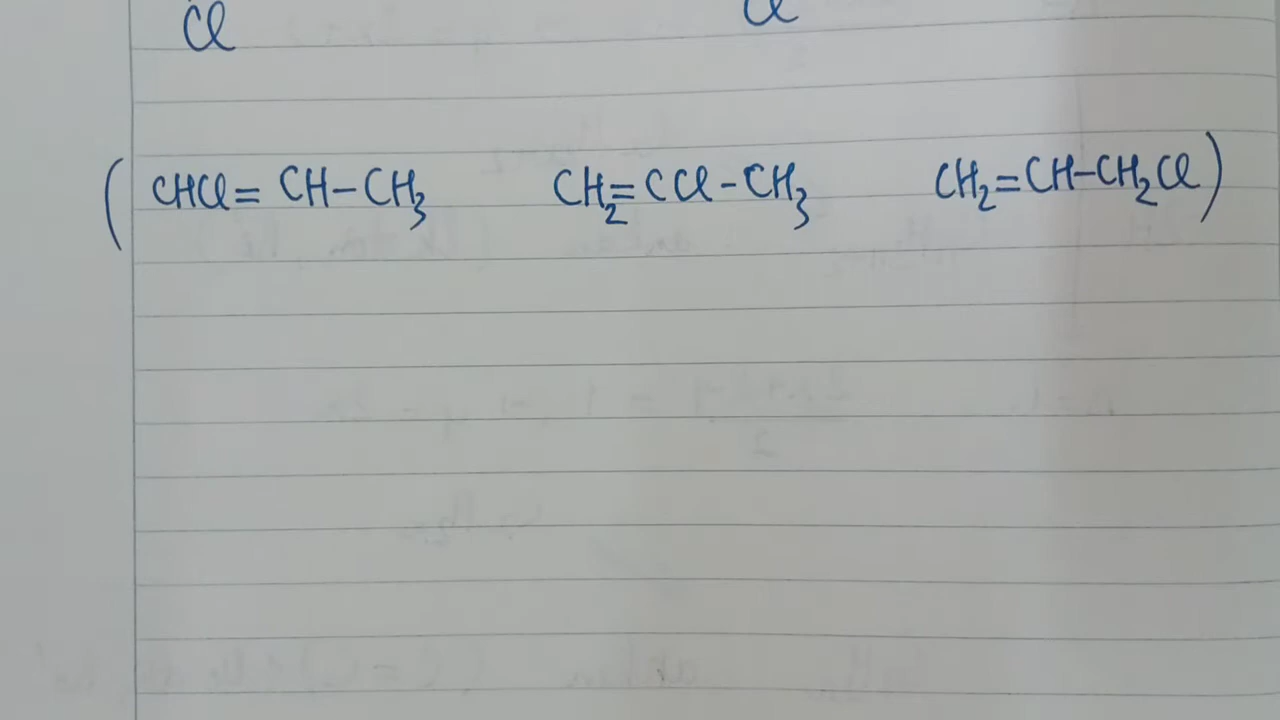 Cl Cl
(CHCl=CH-CH₃ CH₂=CCl-CH₃ CH₂=CH-CH₂Cl)